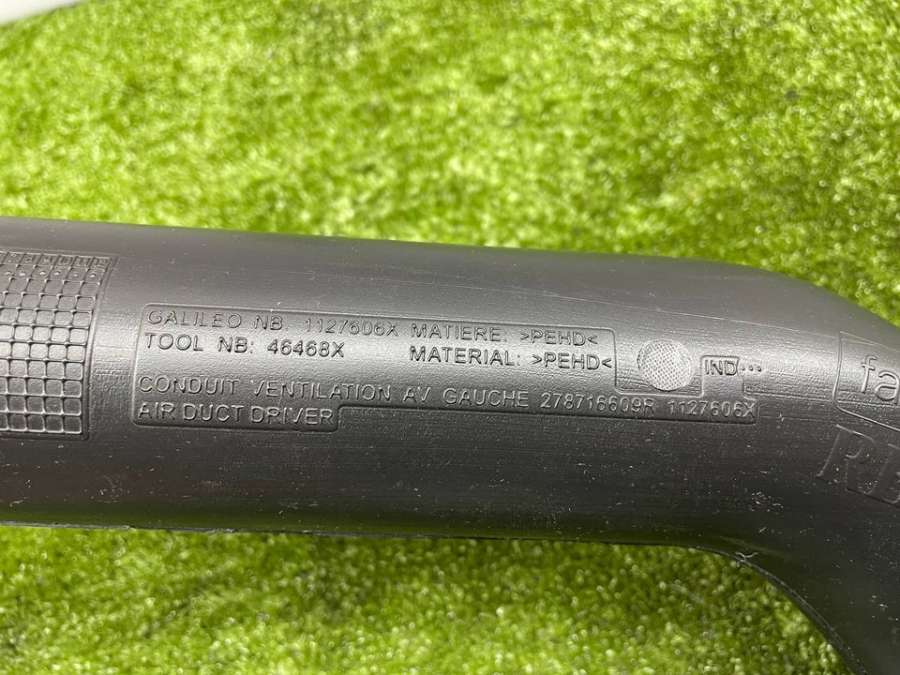 GALILEO NB 1127606X MATIERE: >PEHD<
TOOL NB: 46468X MATERIAL: >PEHD<
IND...
CONDUIT VENTILATION AV GAUCHE 278716609R 1127606X
AIR DUCT DRIVER